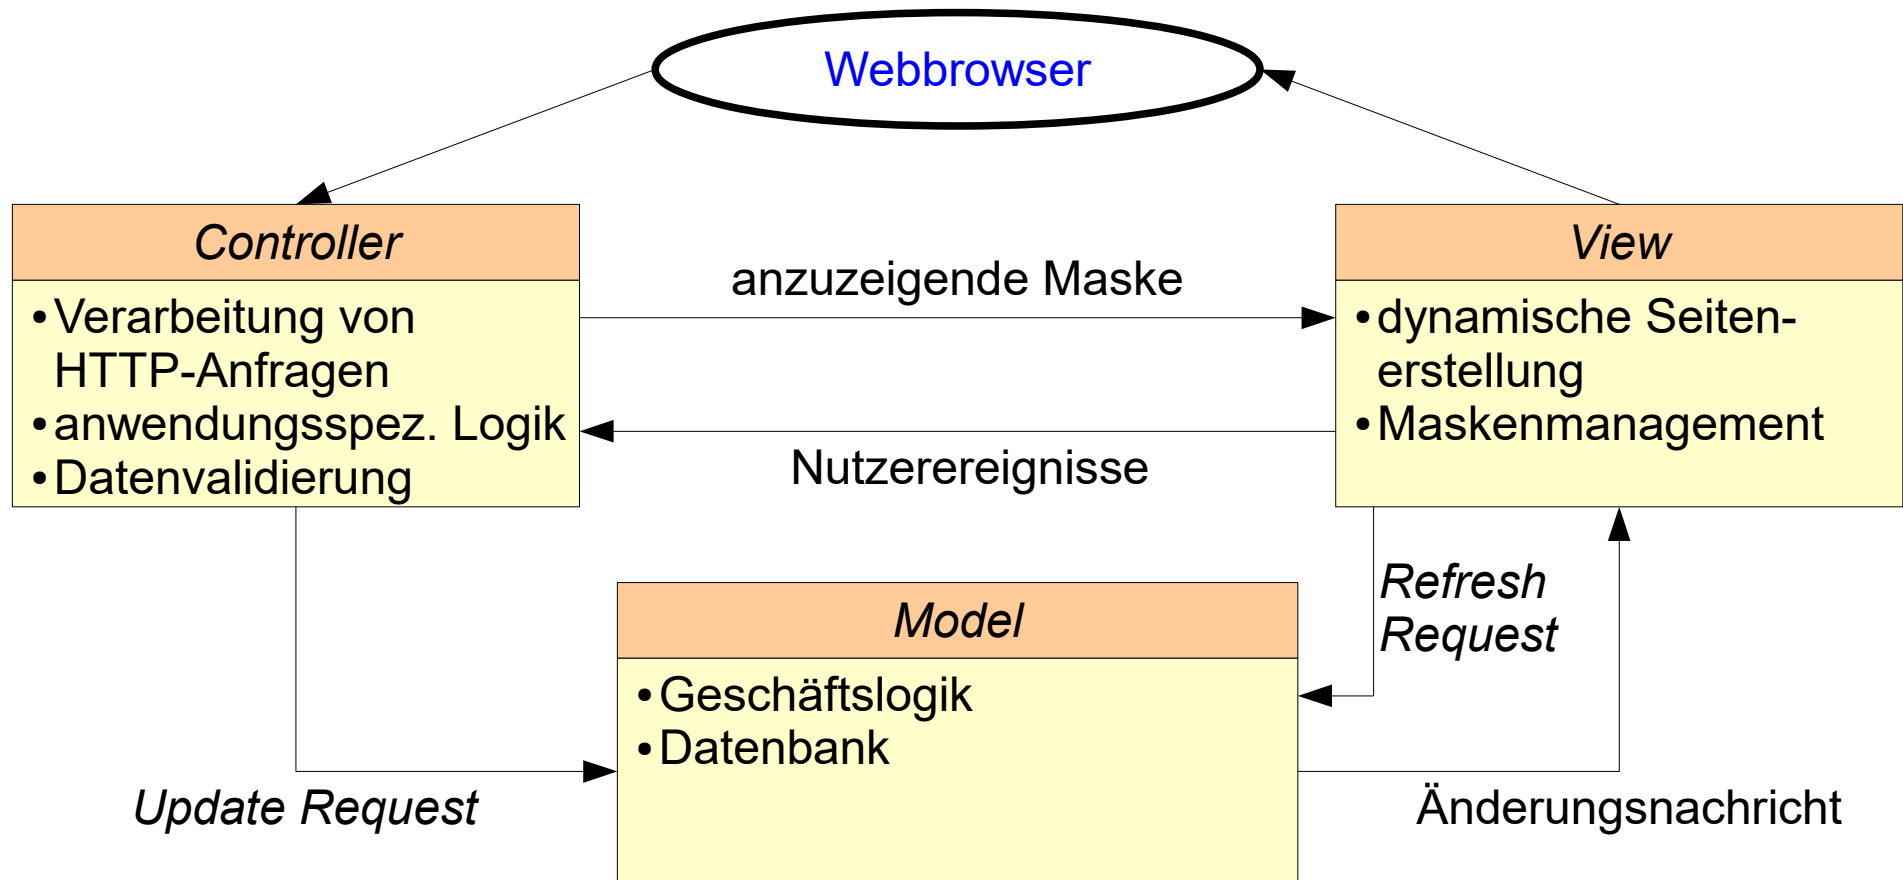 Webbrowser
Controller
• Verarbeitung von
HTTP-Anfragen
• anwendungsspez. Logik
• Datenvalidierung
anzuzeigende Maske
Nutzerereignisse
View
• dynamische Seiten-
erstellung
• Maskenmanagement
Refresh
Request
Model
• Geschäftslogik
• Datenbank
Update Request
Änderungsnachricht